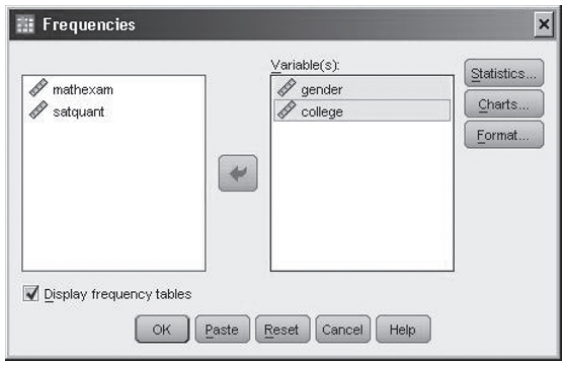 Frequencies
Variable(s):
mathexam
satquant
gender
college
Statistics...
Charts...
Format...
Display frequency tables
OK Paste Reset Cancel Help